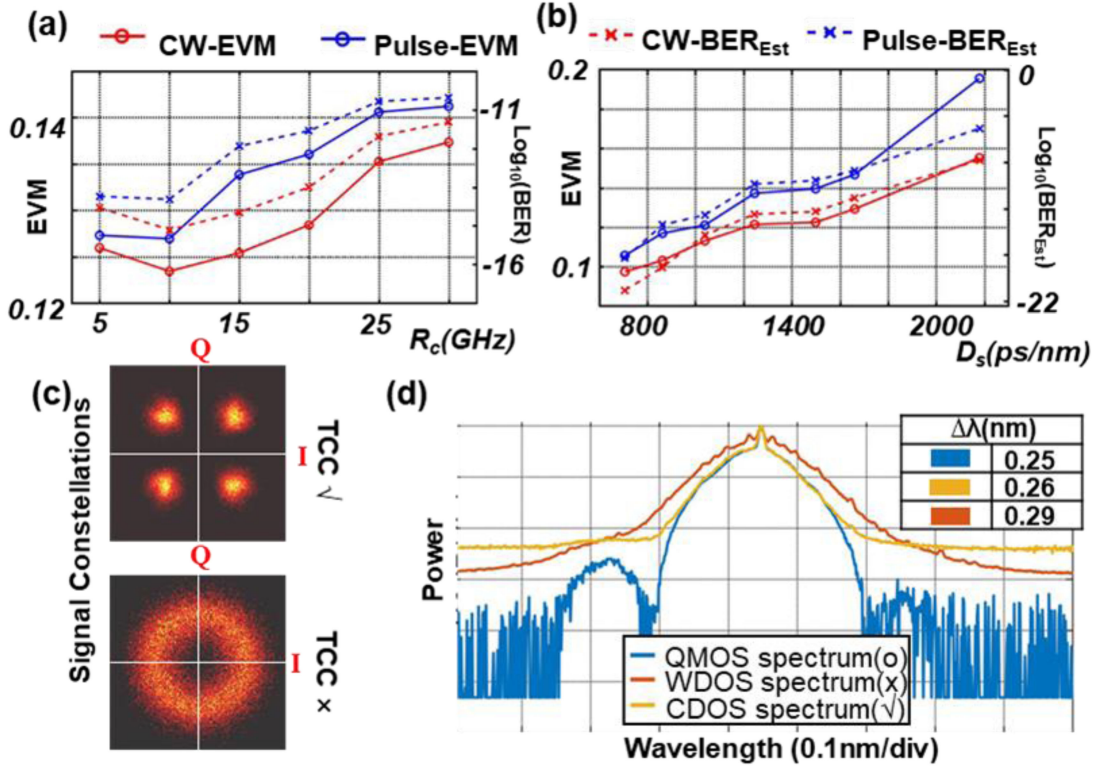 (a)
CW-EVM
Pulse-EVM
0.14
0.12
EVM
-11
-16
Log10(BER)
5
15
25
Rc(GHz)
(b)
CW-BEREst
Pulse-BEREst
0.2
0.1
EVM
0
-22
Log10(BEREst)
800
1400
2000
Ds(ps/nm)
(c)
Signal Constellations
Q
I
TCC √
Q
I
TCC ×
(d)
Δλ(nm)
0.25
0.26
0.29
Power
QMOS spectrum(o)
WDOS spectrum(x)
CDOS spectrum(√)
Wavelength (0.1nm/div)